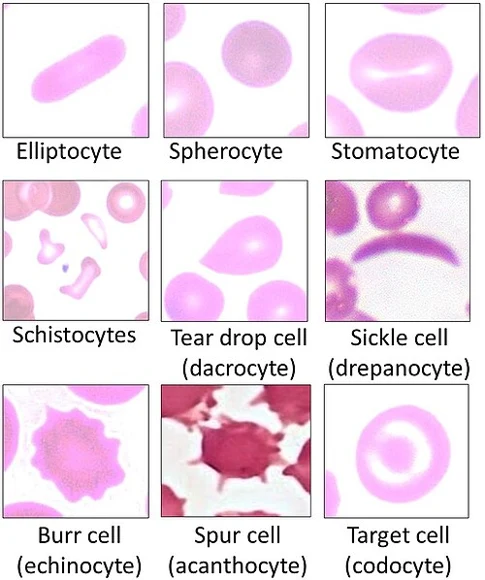 Elliptocyte
Spherocyte
Stomatocyte
Schistocytes
Tear drop cell
(dacrocyte)
Sickle cell
(drepanocyte)
Burr cell
(echinocyte)
Spur cell
(acanthocyte)
Target cell
(codocyte)